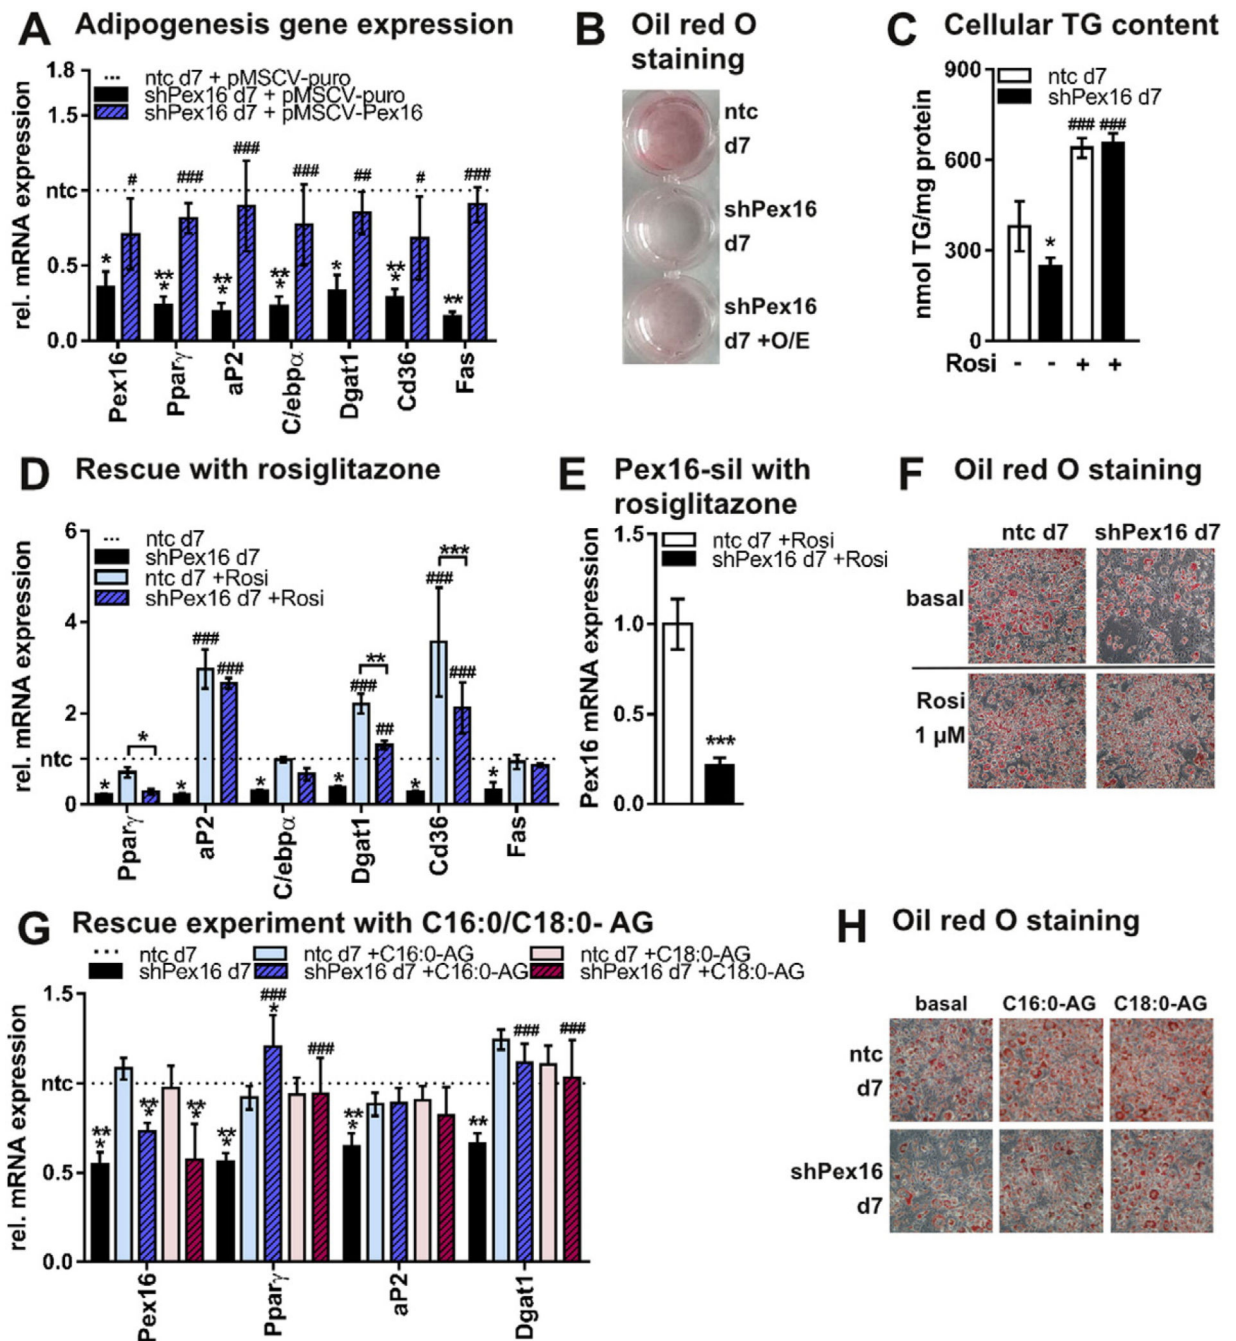 A Adipogenesis gene expression
rel. mRNA expression
1.8
1.5
ntc
0.5
0.0
ntc d7 + pMSCV-puro
shPex16 d7 + pMSCV-puro
shPex16 d7 + pMSCV-Pex16
* # *** ### *** ### *** ### * ## *** # ** ###
Pex16
Pparγ
aP2
C/ebpα
Dgat1
Cd36
Fas
B Oil red O
staining
ntc
d7
shPex16
d7
shPex16
d7 +O/E
C Cellular TG content
nmol TG/mg protein
900
600
300
0
ntc d7
shPex16 d7
* ### ###
Rosi - - + +
D Rescue with rosiglitazone
rel. mRNA expression
6
4
2
ntc
0
ntc d7
shPex16 d7
ntc d7 +Rosi
shPex16 d7 +Rosi
* * * ### ### * * ### ** ## * ### *** ### *
Pparγ
aP2
C/ebpα
Dgat1
Cd36
Fas
E Pex16-sil with
rosiglitazone
Pex16 mRNA expression
1.5
1.0
0.5
0.0
ntc d7 +Rosi
shPex16 d7 +Rosi
***
F Oil red O staining
ntc d7 shPex16 d7
basal
Rosi
1 µM
G Rescue experiment with C16:0/C18:0- AG
ntc d7
shPex16 d7
ntc d7 +C16:0-AG
shPex16 d7 +C16:0-AG
ntc d7 +C18:0-AG
shPex16 d7 +C18:0-AG
rel. mRNA expression
1.5
ntc
0.5
0.0
*** *** *** *** ### * ### *** ** ### ###
Pex16
Pparγ
aP2
Dgat1
H Oil red O staining
basal C16:0-AG C18:0-AG
ntc
d7
shPex16
d7